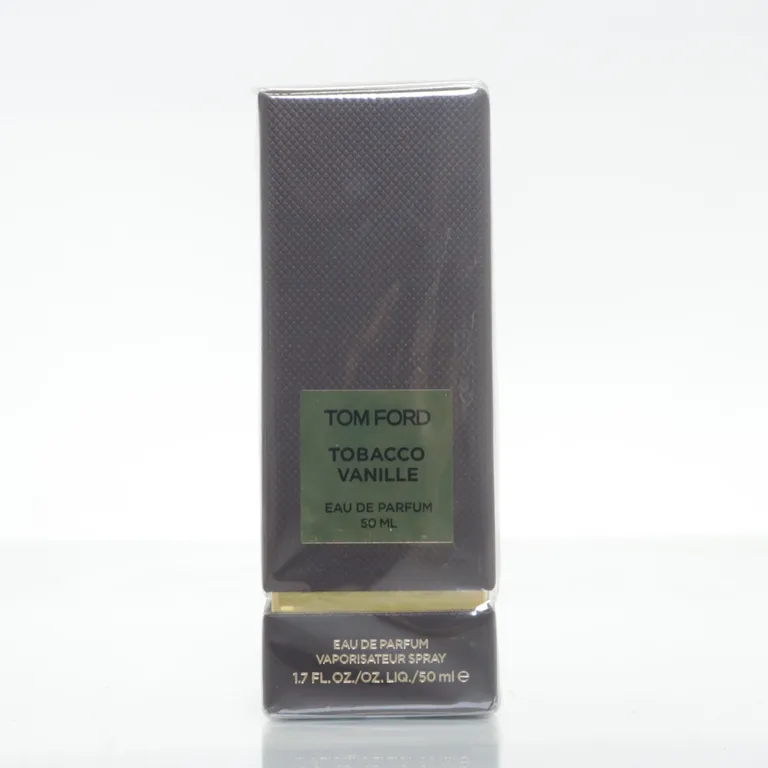 TOM FORD
TOBACCO
VANILLE
EAU DE PARFUM
50 ML
EAU DE PARFUM
VAPORISATEUR SPRAY
1.7 FL.OZ./OZ. LIQ./50 ml ℮